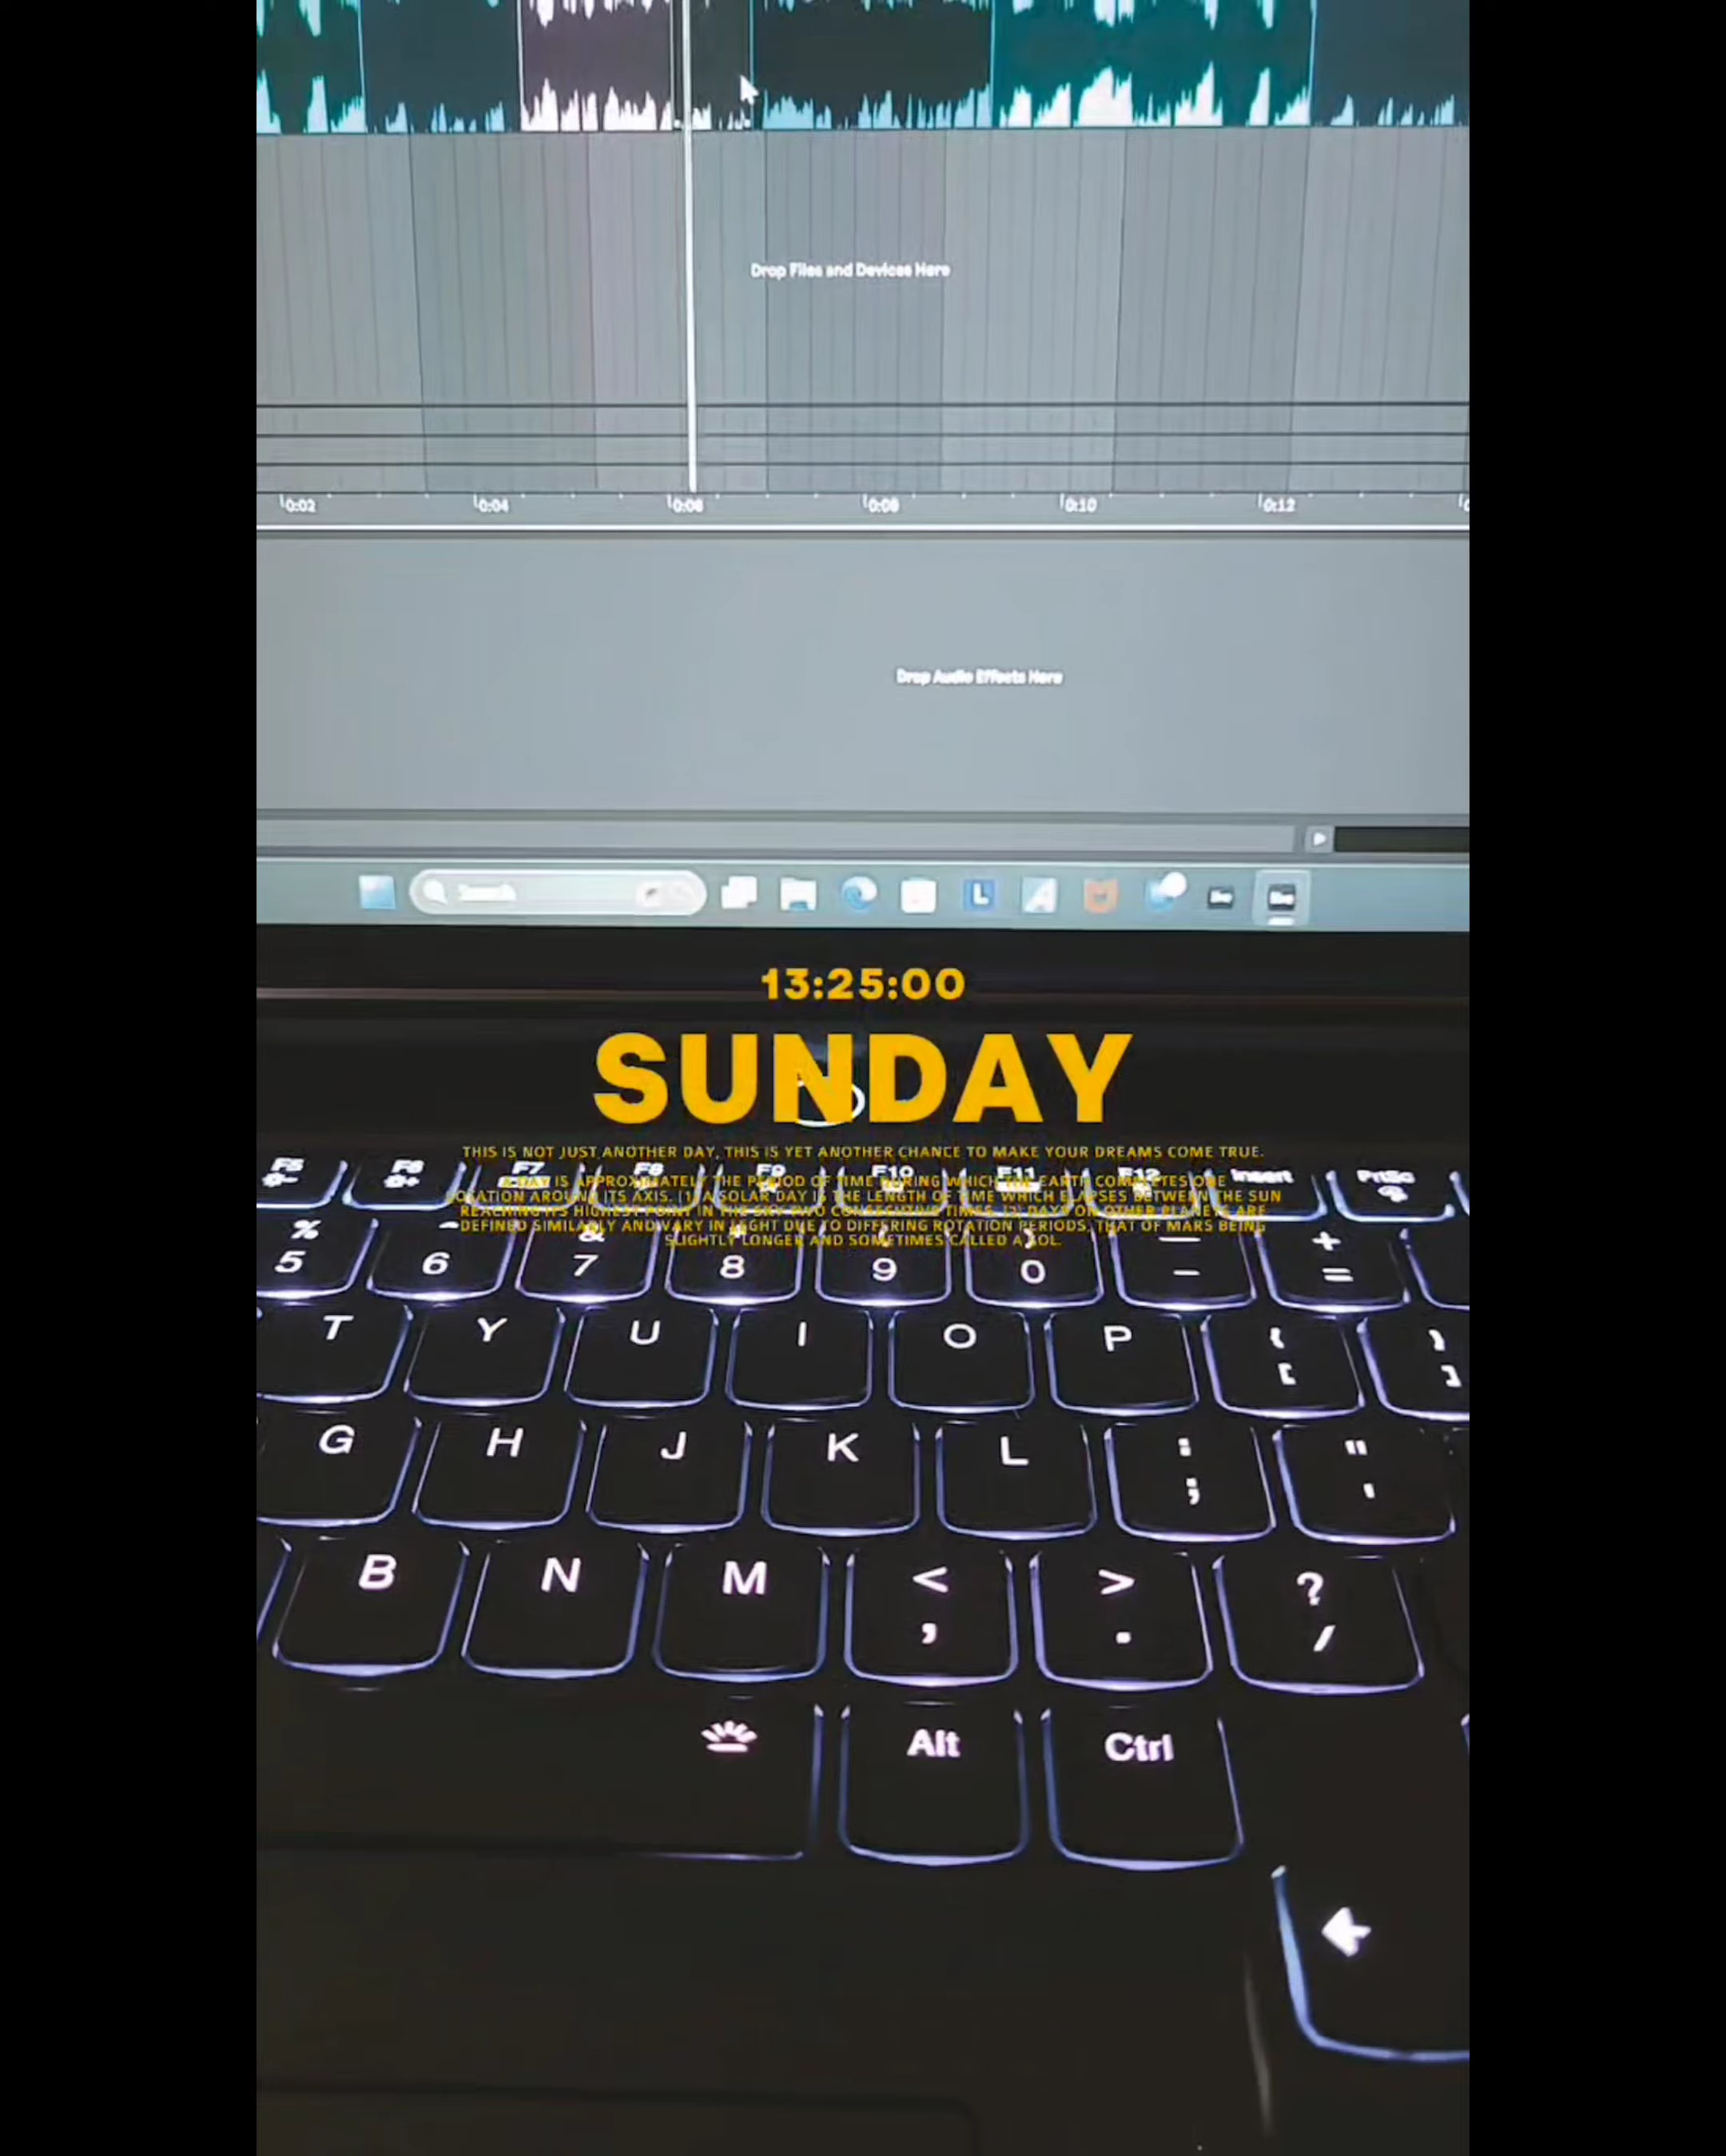 Drop Files and Devices Here
0:02 0:04 0:06 0:08 0:10 0:12
Drop Audio Effects Here
Search
L
13:25:00
SUNDAY
THIS IS NOT JUST ANOTHER DAY, THIS IS YET ANOTHER CHANCE TO MAKE YOUR DREAMS COME TRUE.
F5 F6 F7 F8 F9 F10 F11 F12 Insert PrtSc
A DAY IS APPROXIMATELY THE PERIOD OF TIME DURING WHICH THE EARTH COMPLETES ONE
ROTATION AROUND ITS AXIS. [1] A SOLAR DAY IS THE LENGTH OF TIME WHICH ELAPSES BETWEEN THE SUN
REACHING ITS HIGHEST POINT IN THE SKY TWO CONSECUTIVE TIMES. [2] DAYS ON OTHER PLANETS ARE
DEFINED SIMILARLY AND VARY IN LIGHT DUE TO DIFFERING ROTATION PERIODS, THAT OF MARS BEING
SLIGHTLY LONGER AND SOMETIMES CALLED A SOL.
% ^ & * ( ) — +
5 6 7 8 9 0 – =
T Y U I O P { }
[ ]
G H J K L : "
; '
B N M < > ?
, . /
Alt Ctrl